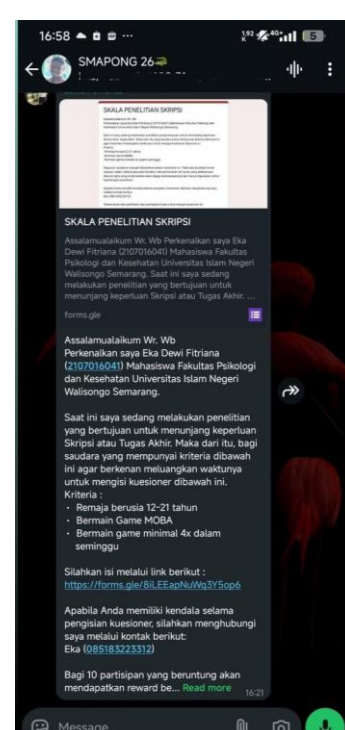 16:58
1,92
4G
5
SMAPONG 26
SKALA PENELITIAN SKRIPSI
SKALA PENELITIAN SKRIPSI
Assalamualaikum Wr. Wb Perkenalkan saya Eka
Dewi Fitriana (2107016041) Mahasiswa Fakultas
Psikologi dan Kesehatan Universitas Islam Negeri
Walisongo Semarang. Saat ini saya sedang
melakukan penelitian yang bertujuan untuk
menunjang keperluan Skripsi atau Tugas Akhir. ...
forms.gle
Assalamualaikum Wr. Wb
Perkenalkan saya Eka Dewi Fitriana
(2107016041) Mahasiswa Fakultas Psikologi
dan Kesehatan Universitas Islam Negeri
Walisongo Semarang.
Saat ini saya sedang melakukan penelitian
yang bertujuan untuk menunjang keperluan
Skripsi atau Tugas Akhir. Maka dari itu, bagi
saudara yang mempunyai kriteria dibawah
ini agar berkenan meluangkan waktunya
untuk mengisi kuesioner dibawah ini.
Kriteria :
• Remaja berusia 12-21 tahun
• Bermain Game MOBA
• Bermain game minimal 4x dalam
seminggu
Silahkan isi melalui link berikut :
https://forms.gle/8iLEEapNuWq3Y5op6
Apabila Anda memiliki kendala selama
pengisian kuesioner, silahkan menghubungi
saya melalui kontak berikut:
Eka (085183223312)
Bagi 10 partisipan yang beruntung akan
mendapatkan reward be... Read more
16:21
Message